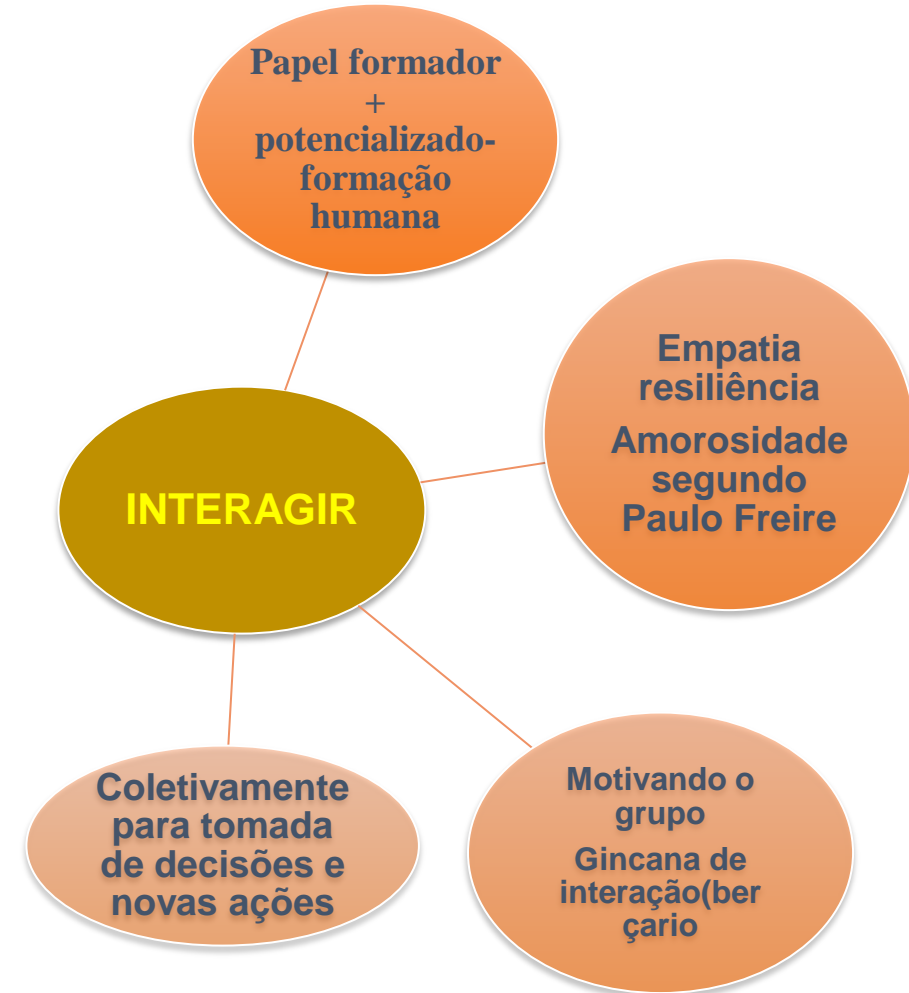 Papel formador
+
potencializado-
formação
humana
Empatia
resiliência
Amorosidade
segundo
Paulo Freire
INTERAGIR
Motivando o
grupo
Gincana de
interação(ber
çario
Coletivamente
para tomada
de decisões e
novas ações